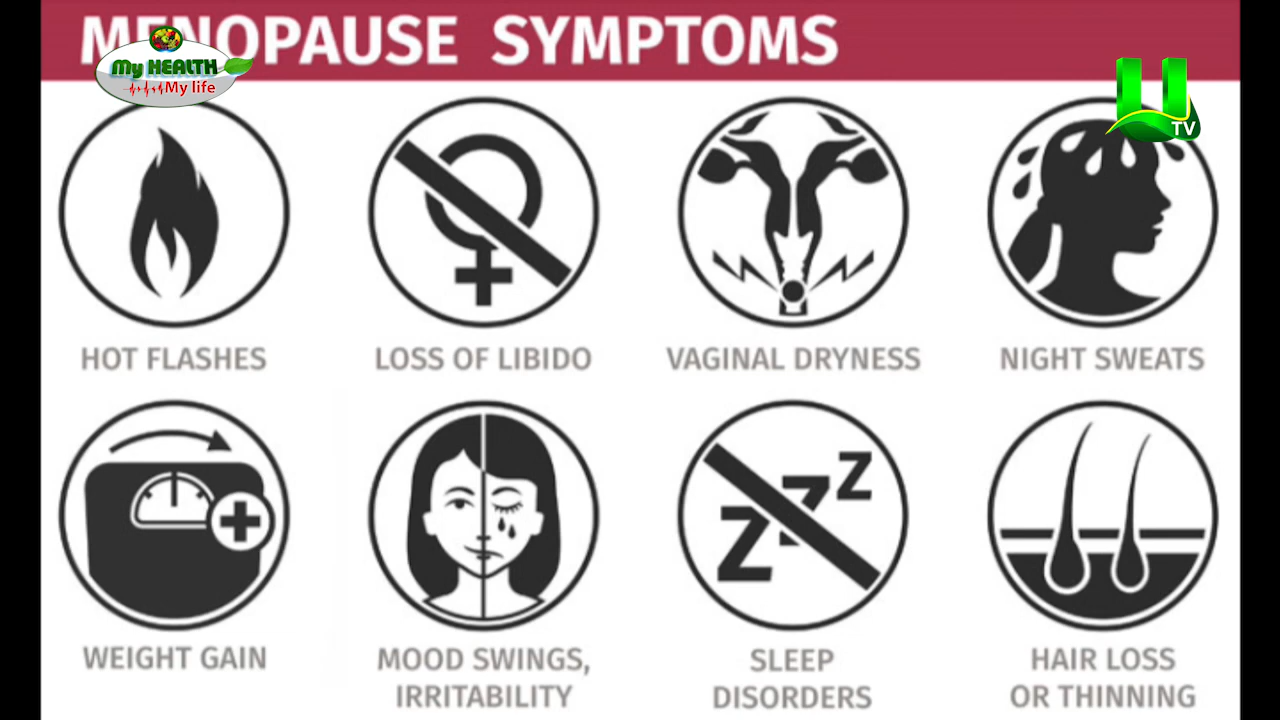 MENOPAUSE SYMPTOMS
My HEALTH
My life
U
TV
HOT FLASHES
LOSS OF LIBIDO
VAGINAL DRYNESS
NIGHT SWEATS
WEIGHT GAIN
MOOD SWINGS,
IRRITABILITY
SLEEP
DISORDERS
HAIR LOSS
OR THINNING
zzz